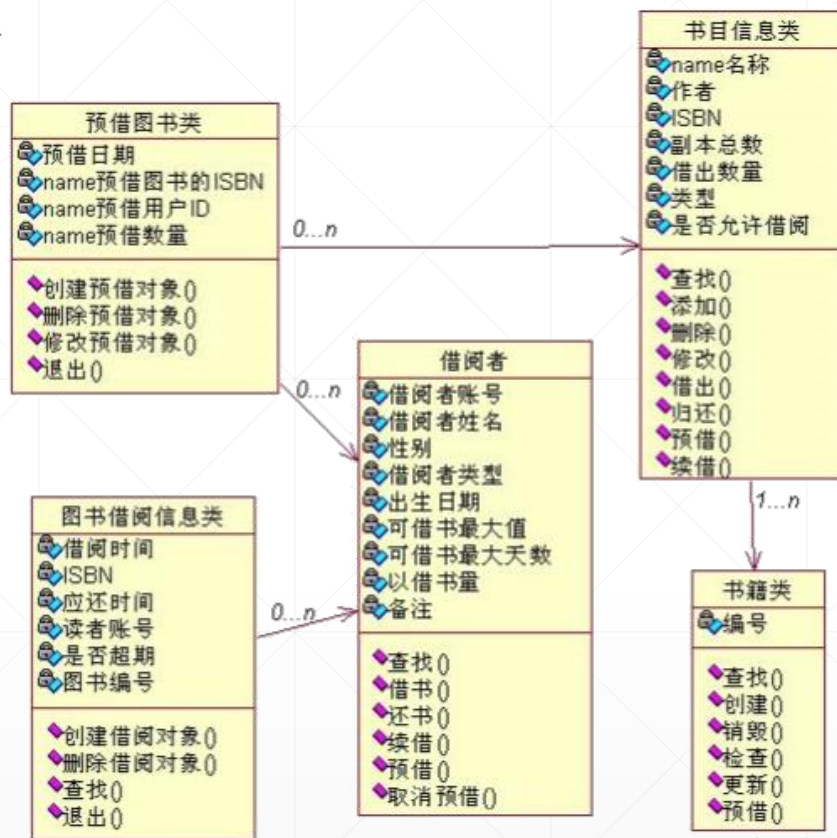 预借图书类
预借日期
name预借图书的ISBN
name预借用户ID
name预借数量
创建预借对象()
删除预借对象()
修改预借对象()
退出()
0...n
0...n
书目信息类
name名称
作者
ISBN
副本总数
借出数量
类型
是否允许借阅
查找()
添加()
删除()
修改()
借出()
归还()
预借()
续借()
1...n
借阅者
借阅者账号
借阅者姓名
性别
借阅者类型
出生日期
可借书最大值
可借书最大天数
以借书量
备注
查找()
借书()
还书()
续借()
预借()
取消预借()
图书借阅信息类
借阅时间
ISBN
应还时间
读者账号
是否超期
图书编号
创建借阅对象()
删除借阅对象()
查找()
退出()
0...n
书籍类
编号
查找()
创建()
销毁()
检查()
更新()
预借()